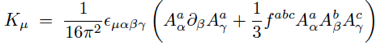 K_μ = \frac{1}{16π^2} ϵ_{μαβγ} \left( A^a_α ∂_β A^a_γ + \frac{1}{3} f^{abc} A^a_α A^b_β A^c_γ \right)